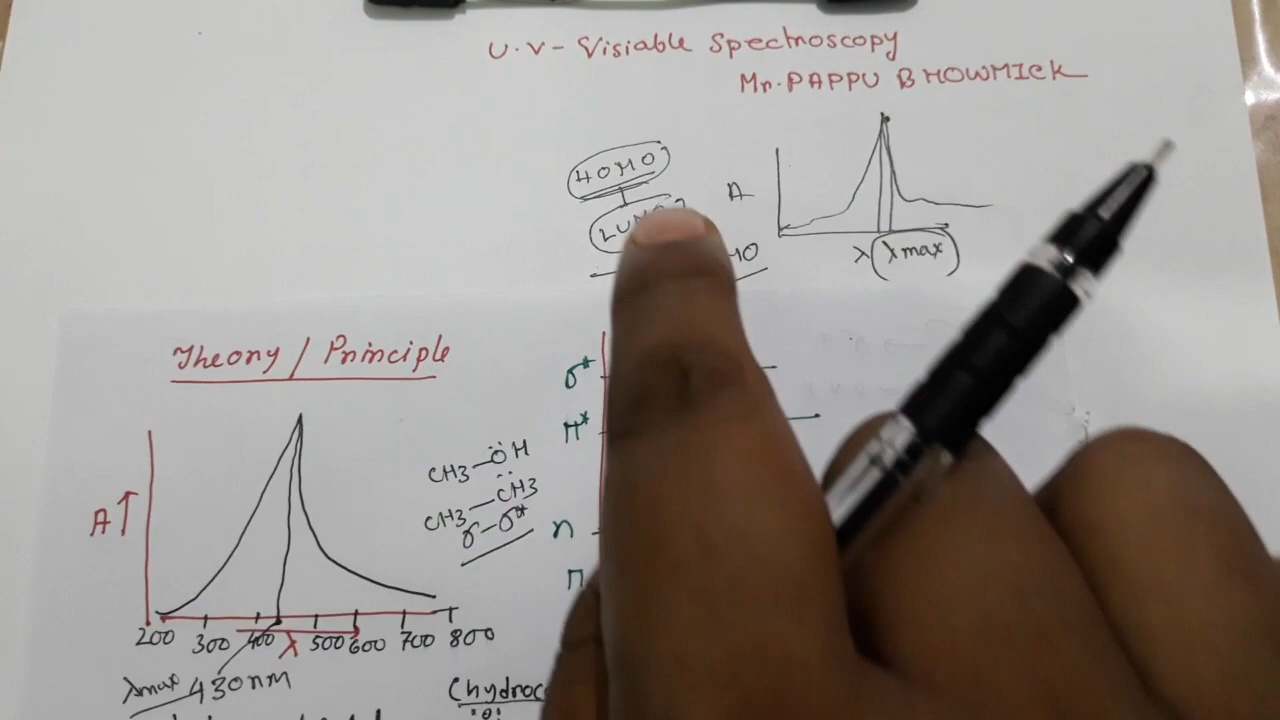 U.V- Visiable Spectroscopy
Mr. PAPPU BHOWMICK
HOMO
A
λ λmax
Theory / Principle
σ*
Π*
CH3-ÖH
CH3-CH3
σ-σ*
n
Π
A↑
200 300 400 λ 500 600 700 800
λmax 430nm